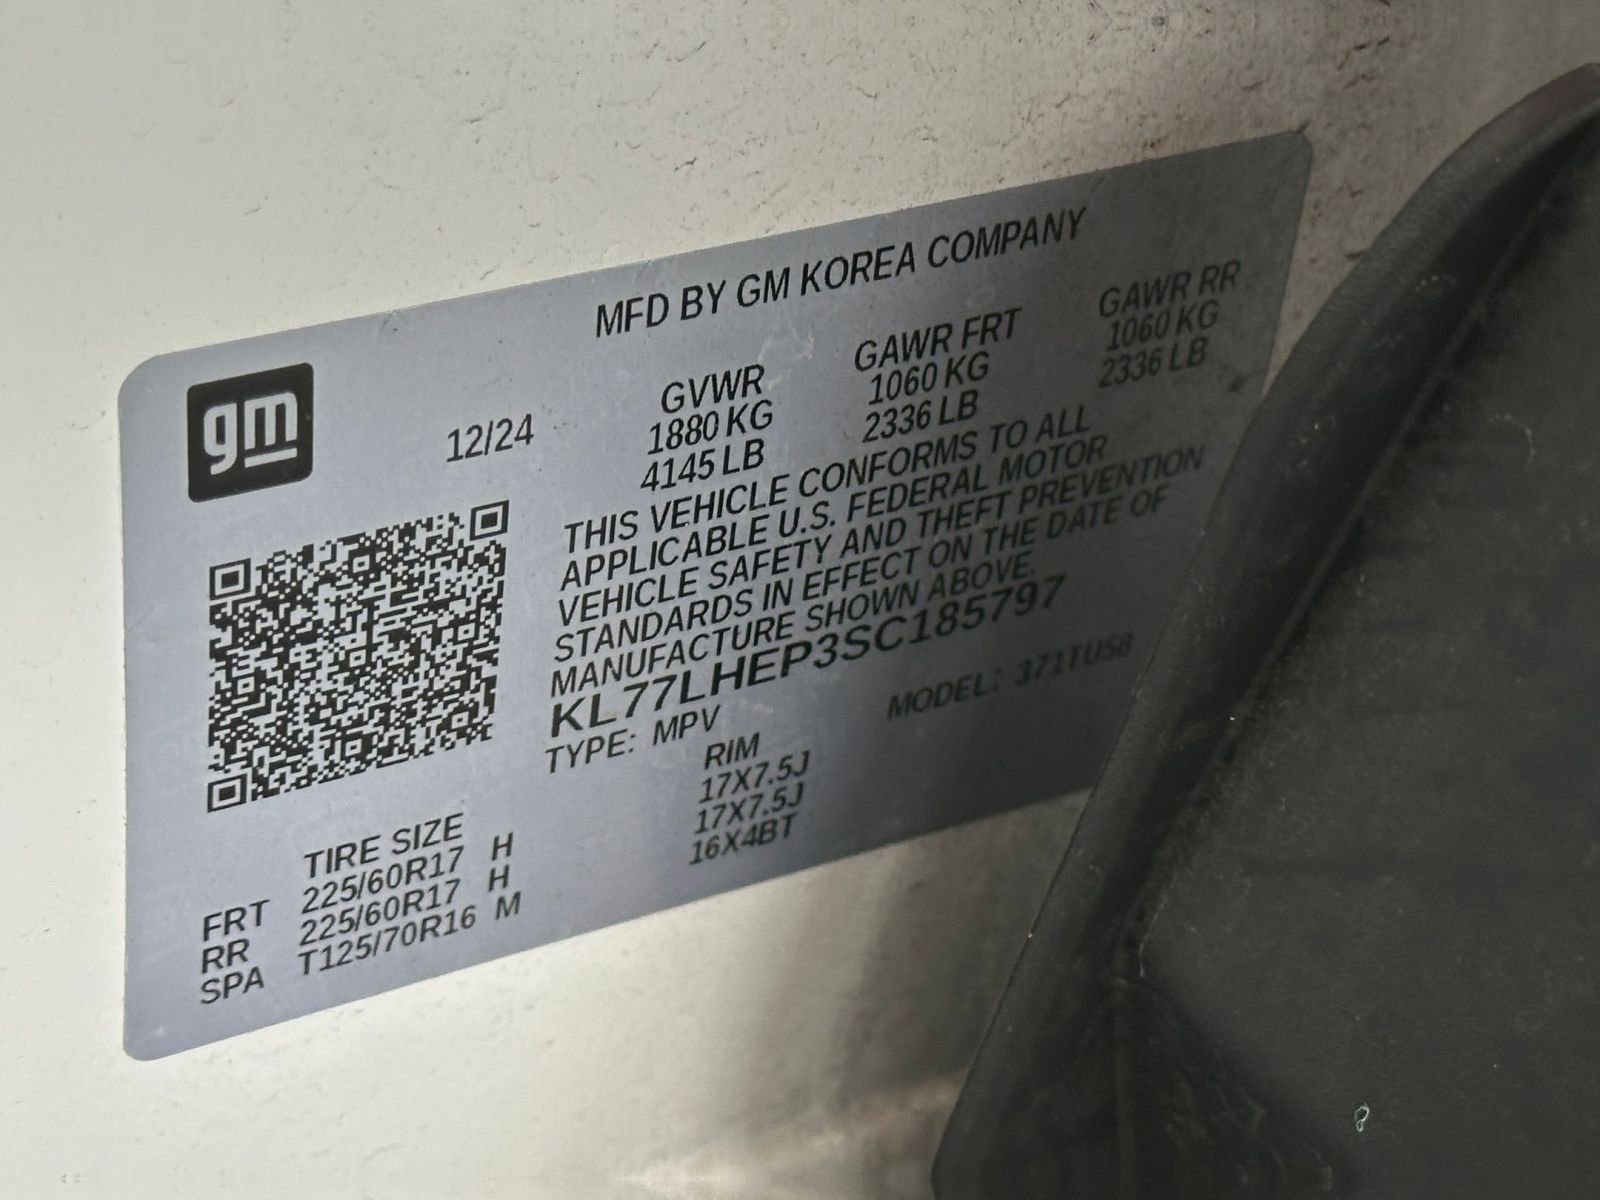 MFD BY GM KOREA COMPANY
gm
12/24
GVWR GAWR FRT GAWR RR
1880 KG 1060 KG 1060 KG
4145 LB 2336 LB 2336 LB
THIS VEHICLE CONFORMS TO ALL
APPLICABLE U.S. FEDERAL MOTOR
VEHICLE SAFETY AND THEFT PREVENTION
STANDARDS IN EFFECT ON THE DATE OF
MANUFACTURE SHOWN ABOVE.
KL77LHEP3SC185797
TYPE: MPV MODEL: 371TU58
TIRE SIZE RIM
FRT 225/60R17 H 17X7.5J
RR 225/60R17 H 17X7.5J
SPA T125/70R16 M 16X4BT